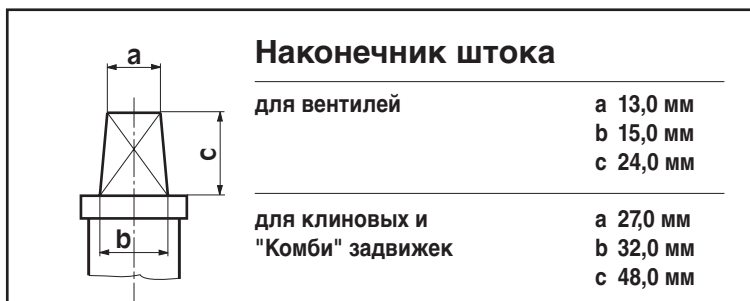 a
c
b
Наконечник штока
для вентилей
a 13,0 мм
b 15,0 мм
c 24,0 мм
для клиновых и
"Комби" задвижек
a 27,0 мм
b 32,0 мм
c 48,0 мм